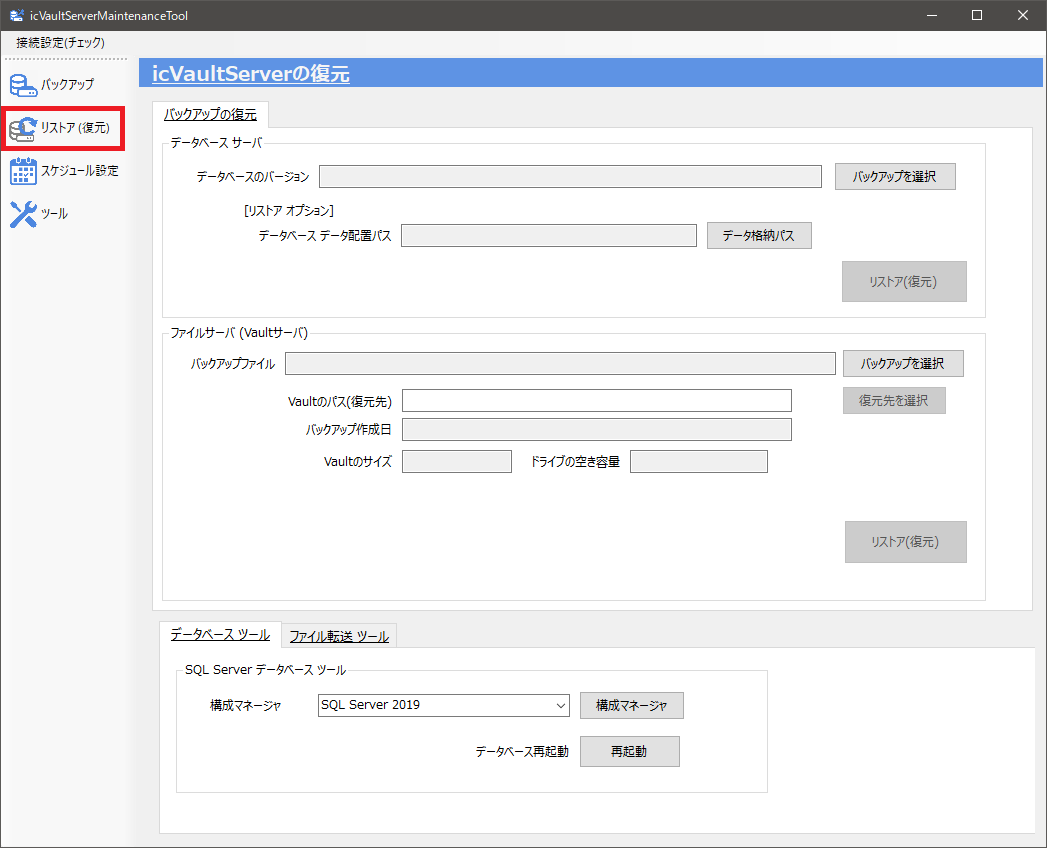 icVaultServerMaintenanceTool
接続設定(チェック)
バックアップ
リストア (復元)
スケジュール設定
ツール
icVaultServerの復元
バックアップの復元
データベース サーバ
データベースのバージョン
バックアップを選択
[リストア オプション]
データベース データ配置パス
データ格納パス
リストア(復元)
ファイルサーバ (Vaultサーバ)
バックアップファイル
バックアップを選択
Vaultのパス(復元先)
復元先を選択
バックアップ作成日
Vaultのサイズ
ドライブの空き容量
リストア(復元)
データベース ツール
ファイル転送 ツール
SQL Server データベース ツール
構成マネージャ
SQL Server 2019
構成マネージャ
データベース再起動
再起動